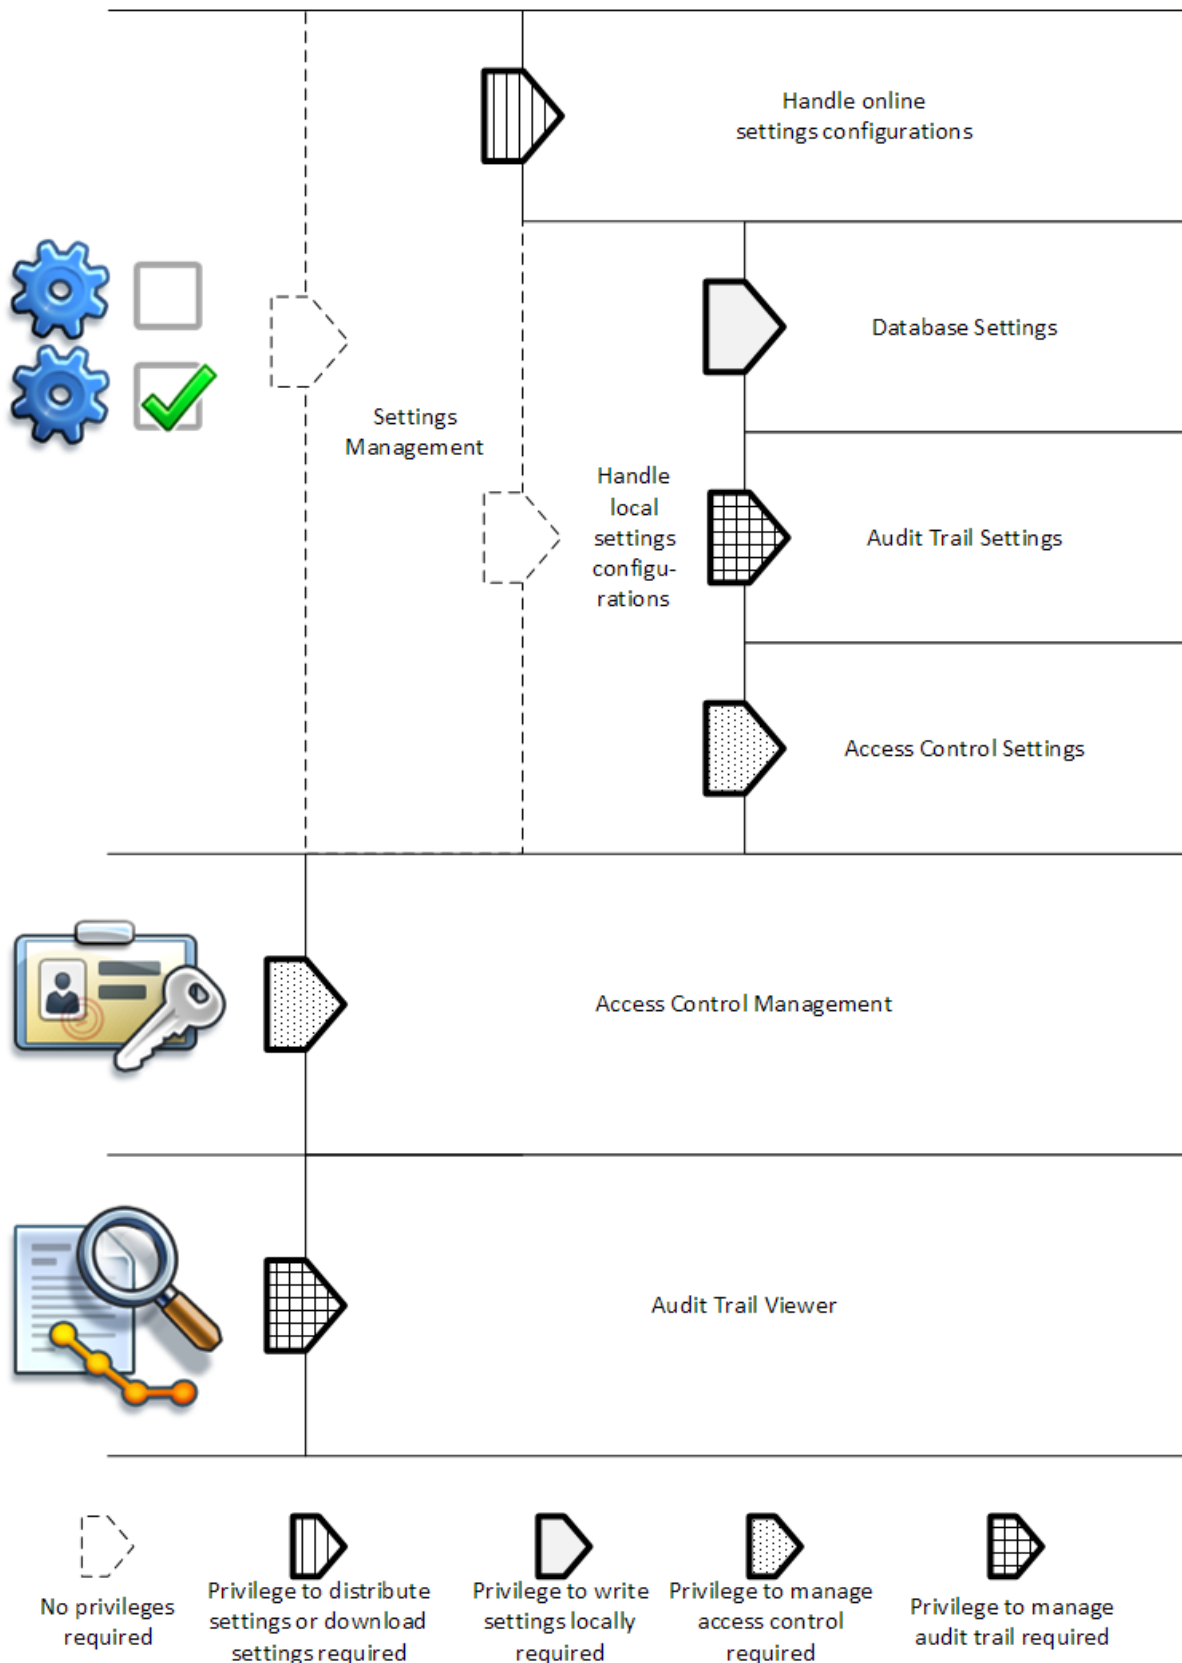 Handle online
settings configurations
Database Settings
Settings
Management
Handle
local
settings
configu-
rations
Audit Trail Settings
Access Control Settings
Access Control Management
Audit Trail Viewer
No privileges
required
Privilege to distribute
settings or download
settings required
Privilege to write
settings locally
required
Privilege to manage
access control
required
Privilege to manage
audit trail required